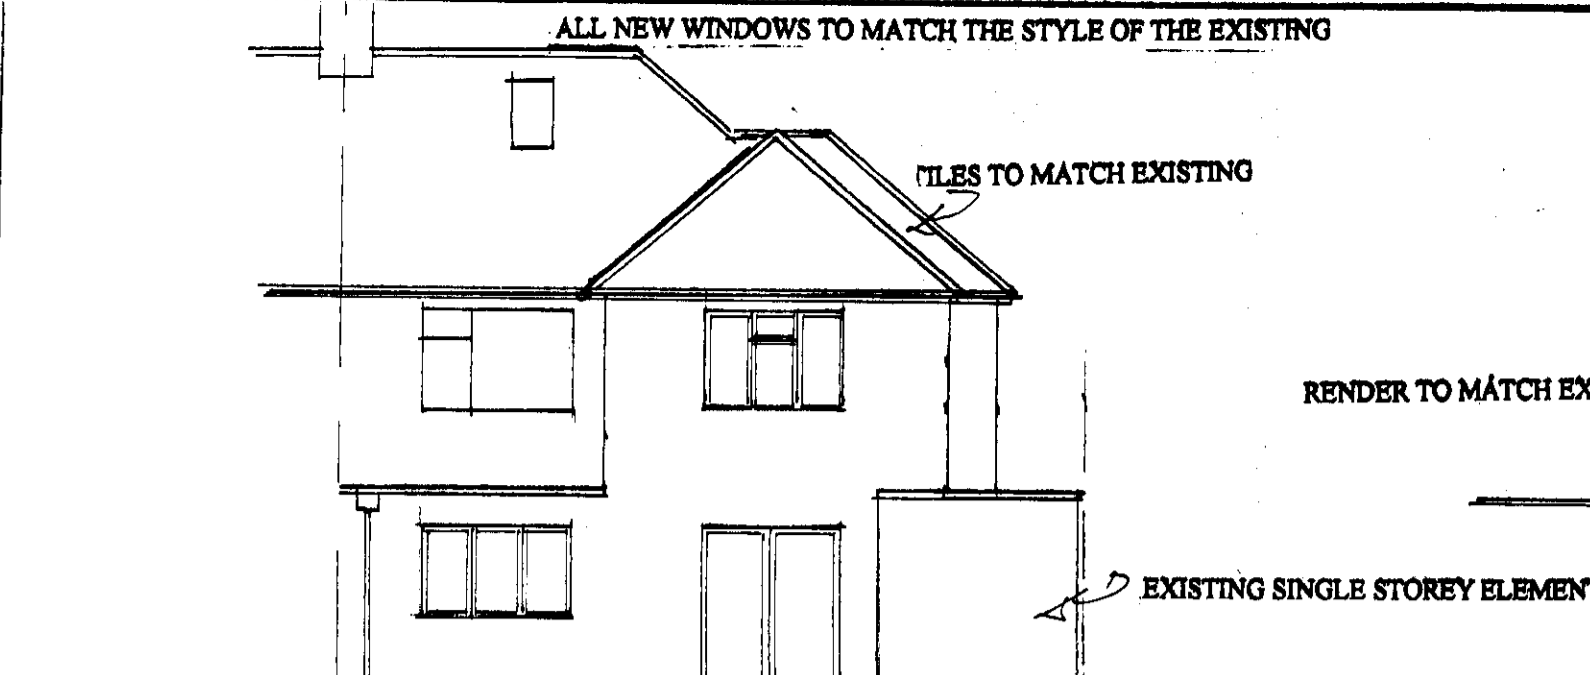 ALL NEW WINDOWS TO MATCH THE STYLE OF THE EXISTING
TILES TO MATCH EXISTING
RENDER TO MATCH EX
EXISTING SINGLE STOREY ELEMENT